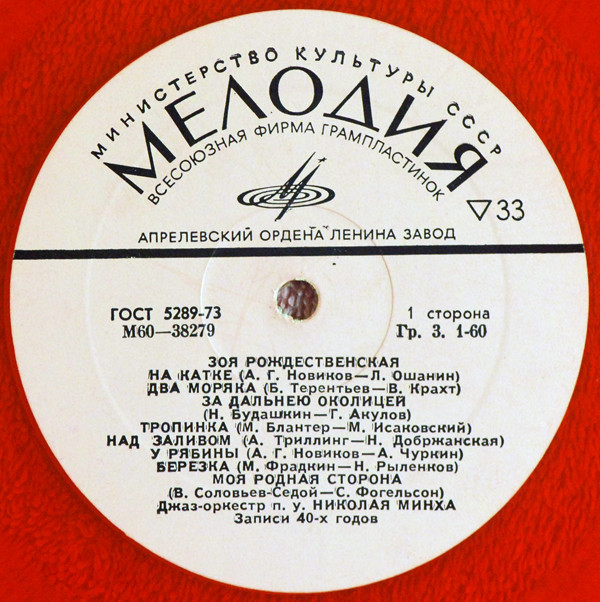 МИНИСТЕРСТВО КУЛЬТУРЫ СССР
МЕЛОДИЯ
ВСЕСОЮЗНАЯ ФИРМА ГРАМПЛАСТИНОК
33
АПРЕЛЕВСКИЙ ОРДЕНА ЛЕНИНА ЗАВОД
ГОСТ 5289-73 1 сторона
М60—38279 Гр. 3. 1-60
ЗОЯ РОЖДЕСТВЕНСКАЯ
НА КАТКЕ (А. Г. Новиков—Л. Ошанин)
ДВА МОРЯКА (Б. Терентьев—В. Крахт)
ЗА ДАЛЬНЕЮ ОКОЛИЦЕЙ
(Н. Будашкин—Г. Акулов)
ТРОПИНКА (М. Блантер—М. Исаковский)
НАД ЗАЛИВОМ (А. Триллинг—Н. Добржанская)
У РЯБИНЫ (А. Г. Новиков—А. Чуркин)
БЕРЕЗКА (М. Фрадкин—Н. Рыленков)
МОЯ РОДНАЯ СТОРОНА
(В. Соловьев-Седой—С. Фогельсон)
Джаз-оркестр п. у. НИКОЛАЯ МИНХА
Записи 40-х годов